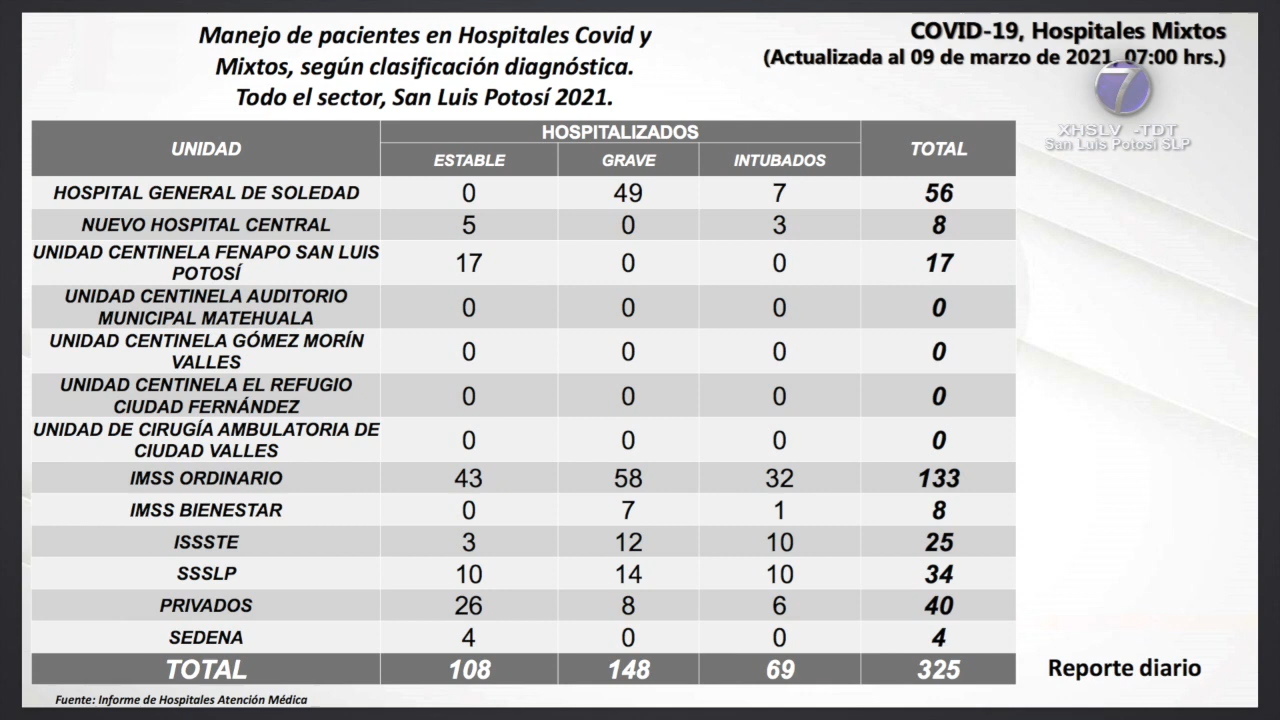 Manejo de pacientes en Hospitales Covid y
Mixtos, según clasificación diagnóstica.
Todo el sector, San Luis Potosí 2021.
COVID-19, Hospitales Mixtos
(Actualizada al 09 de marzo de 2021, 07:00 hrs.)
7
XHSLV -TDT
San Luis Potosí SLP
UNIDAD HOSPITALIZADOS TOTAL
ESTABLE GRAVE INTUBADOS
HOSPITAL GENERAL DE SOLEDAD 0 49 7 56
NUEVO HOSPITAL CENTRAL 5 0 3 8
UNIDAD CENTINELA FENAPO SAN LUIS
POTOSÍ 17 0 0 17
UNIDAD CENTINELA AUDITORIO
MUNICIPAL MATEHUALA 0 0 0 0
UNIDAD CENTINELA GÓMEZ MORÍN
VALLES 0 0 0 0
UNIDAD CENTINELA EL REFUGIO
CIUDAD FERNÁNDEZ 0 0 0 0
UNIDAD DE CIRUGÍA AMBULATORIA DE
CIUDAD VALLES 0 0 0 0
IMSS ORDINARIO 43 58 32 133
IMSS BIENESTAR 0 7 1 8
ISSSTE 3 12 10 25
SSSLP 10 14 10 34
PRIVADOS 26 8 6 40
SEDENA 4 0 0 4
TOTAL 108 148 69 325
Reporte diario
Fuente: Informe de Hospitales Atención Médica